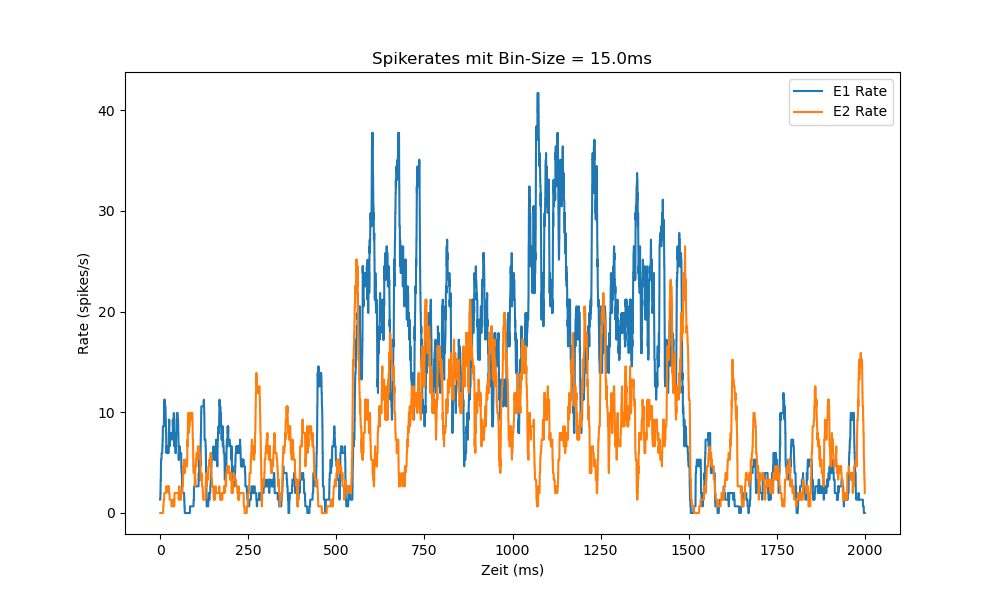 Spikerates mit Bin-Size = 15.0ms
E1 Rate
E2 Rate
Rate (spikes/s)
40
30
20
10
0
0 250 500 750 1000 1250 1500 1750 2000
Zeit (ms)